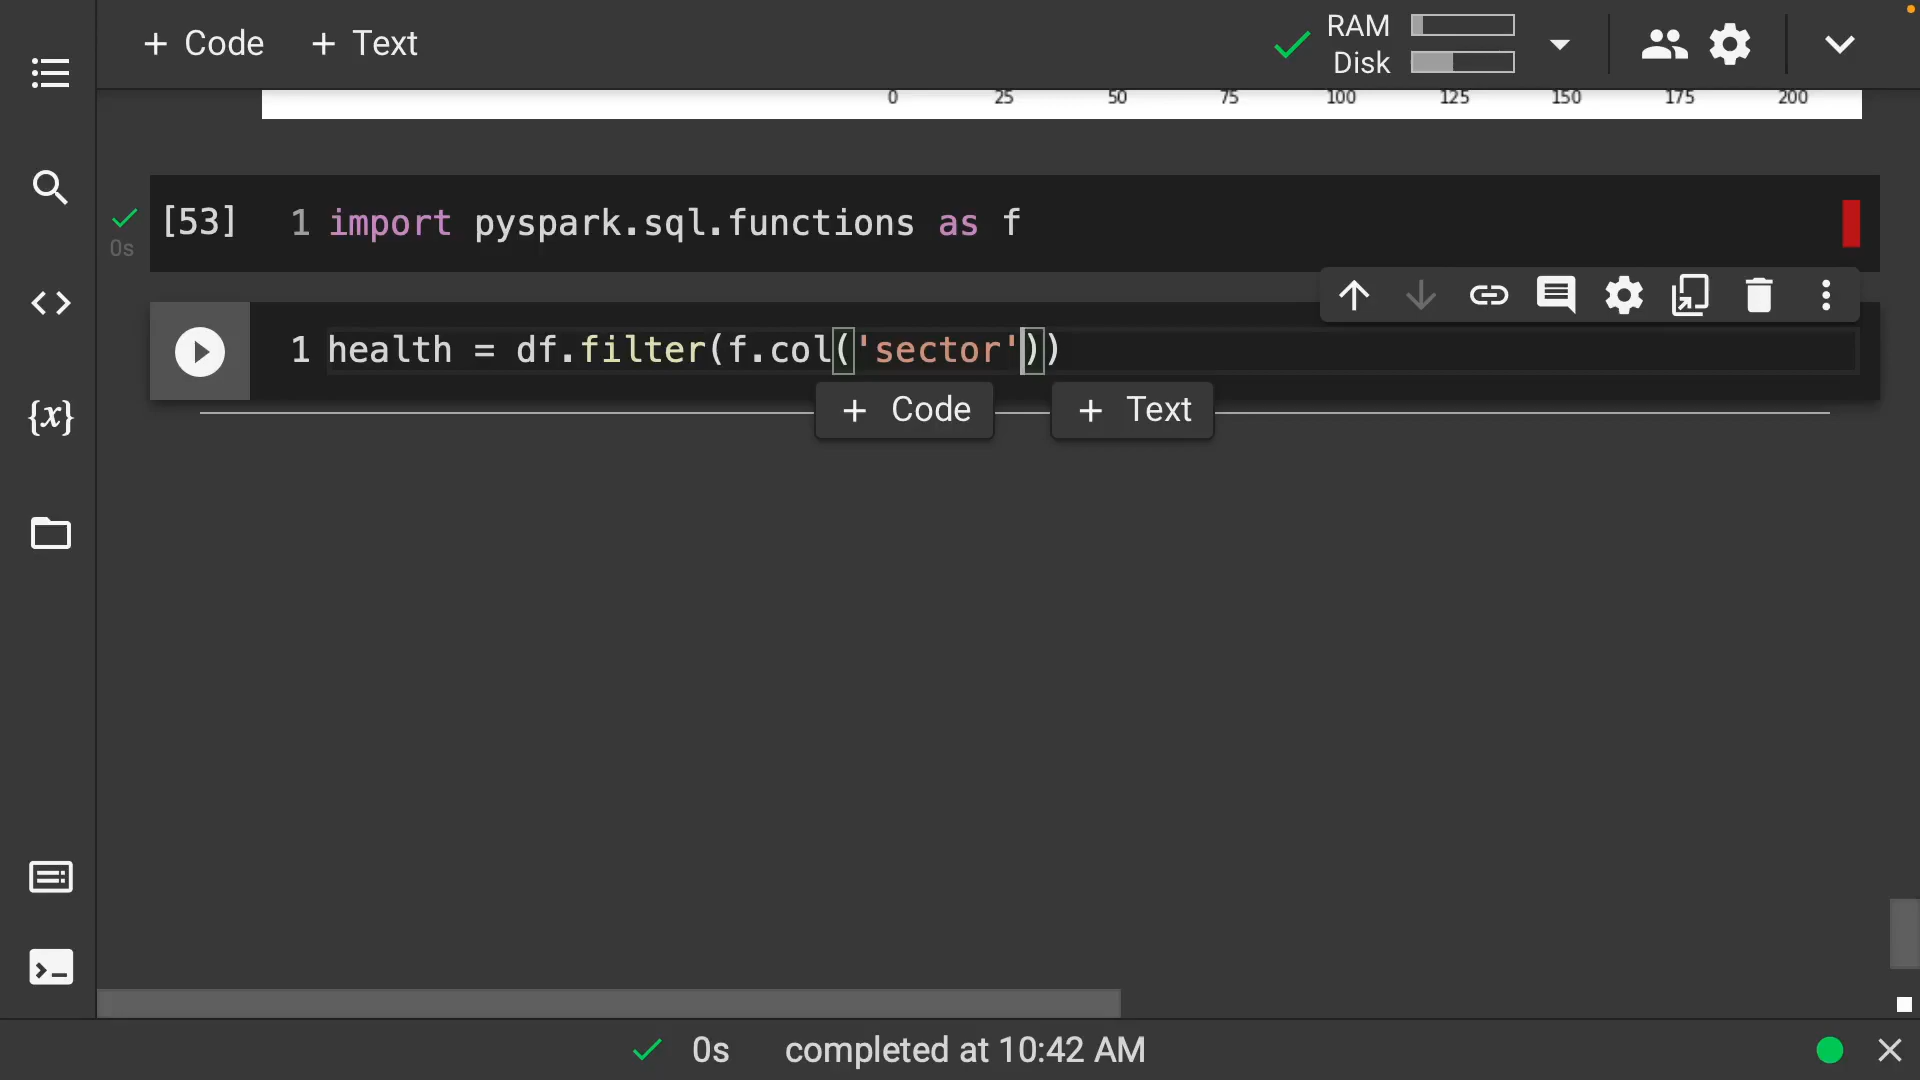 + Code + Text
RAM
Disk
0 25 50 75 100 125 150 175 200
[53] 1 import pyspark.sql.functions as f
0s
1 health = df.filter(f.col('sector'))
+ Code + Text
{x}
0s completed at 10:42 AM